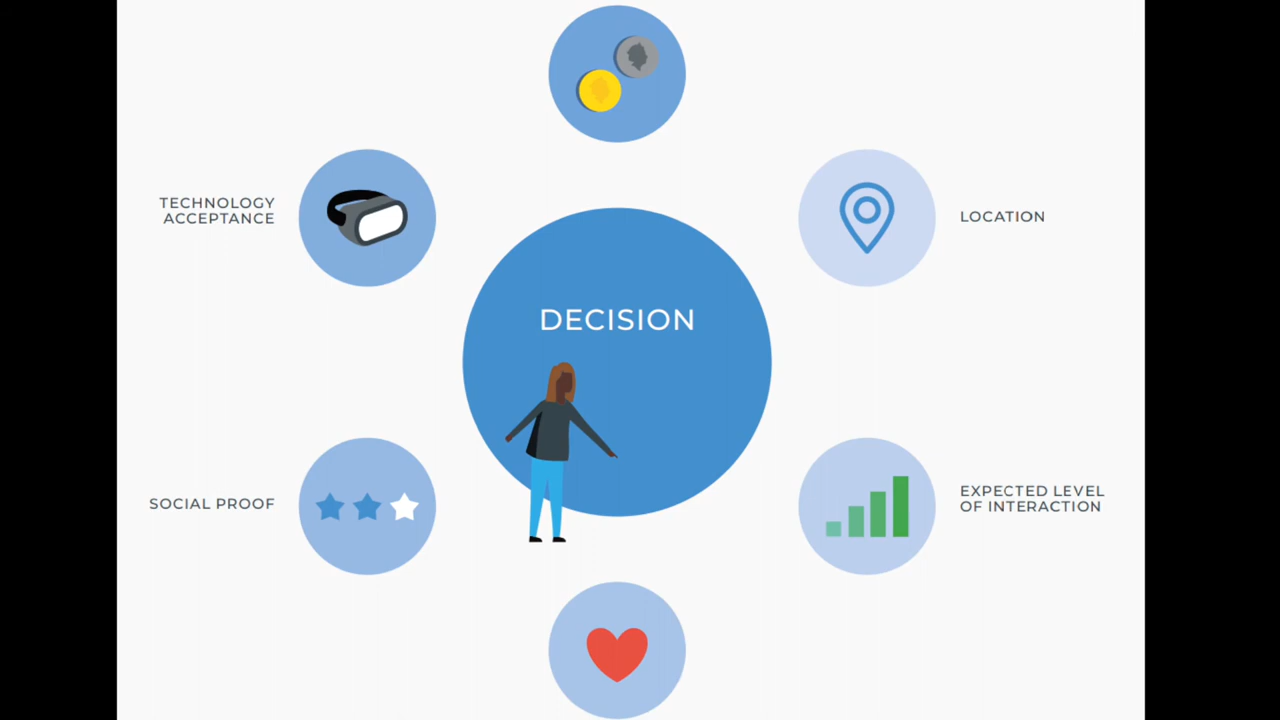 TECHNOLOGY
ACCEPTANCE
LOCATION
DECISION
SOCIAL PROOF
EXPECTED LEVEL
OF INTERACTION